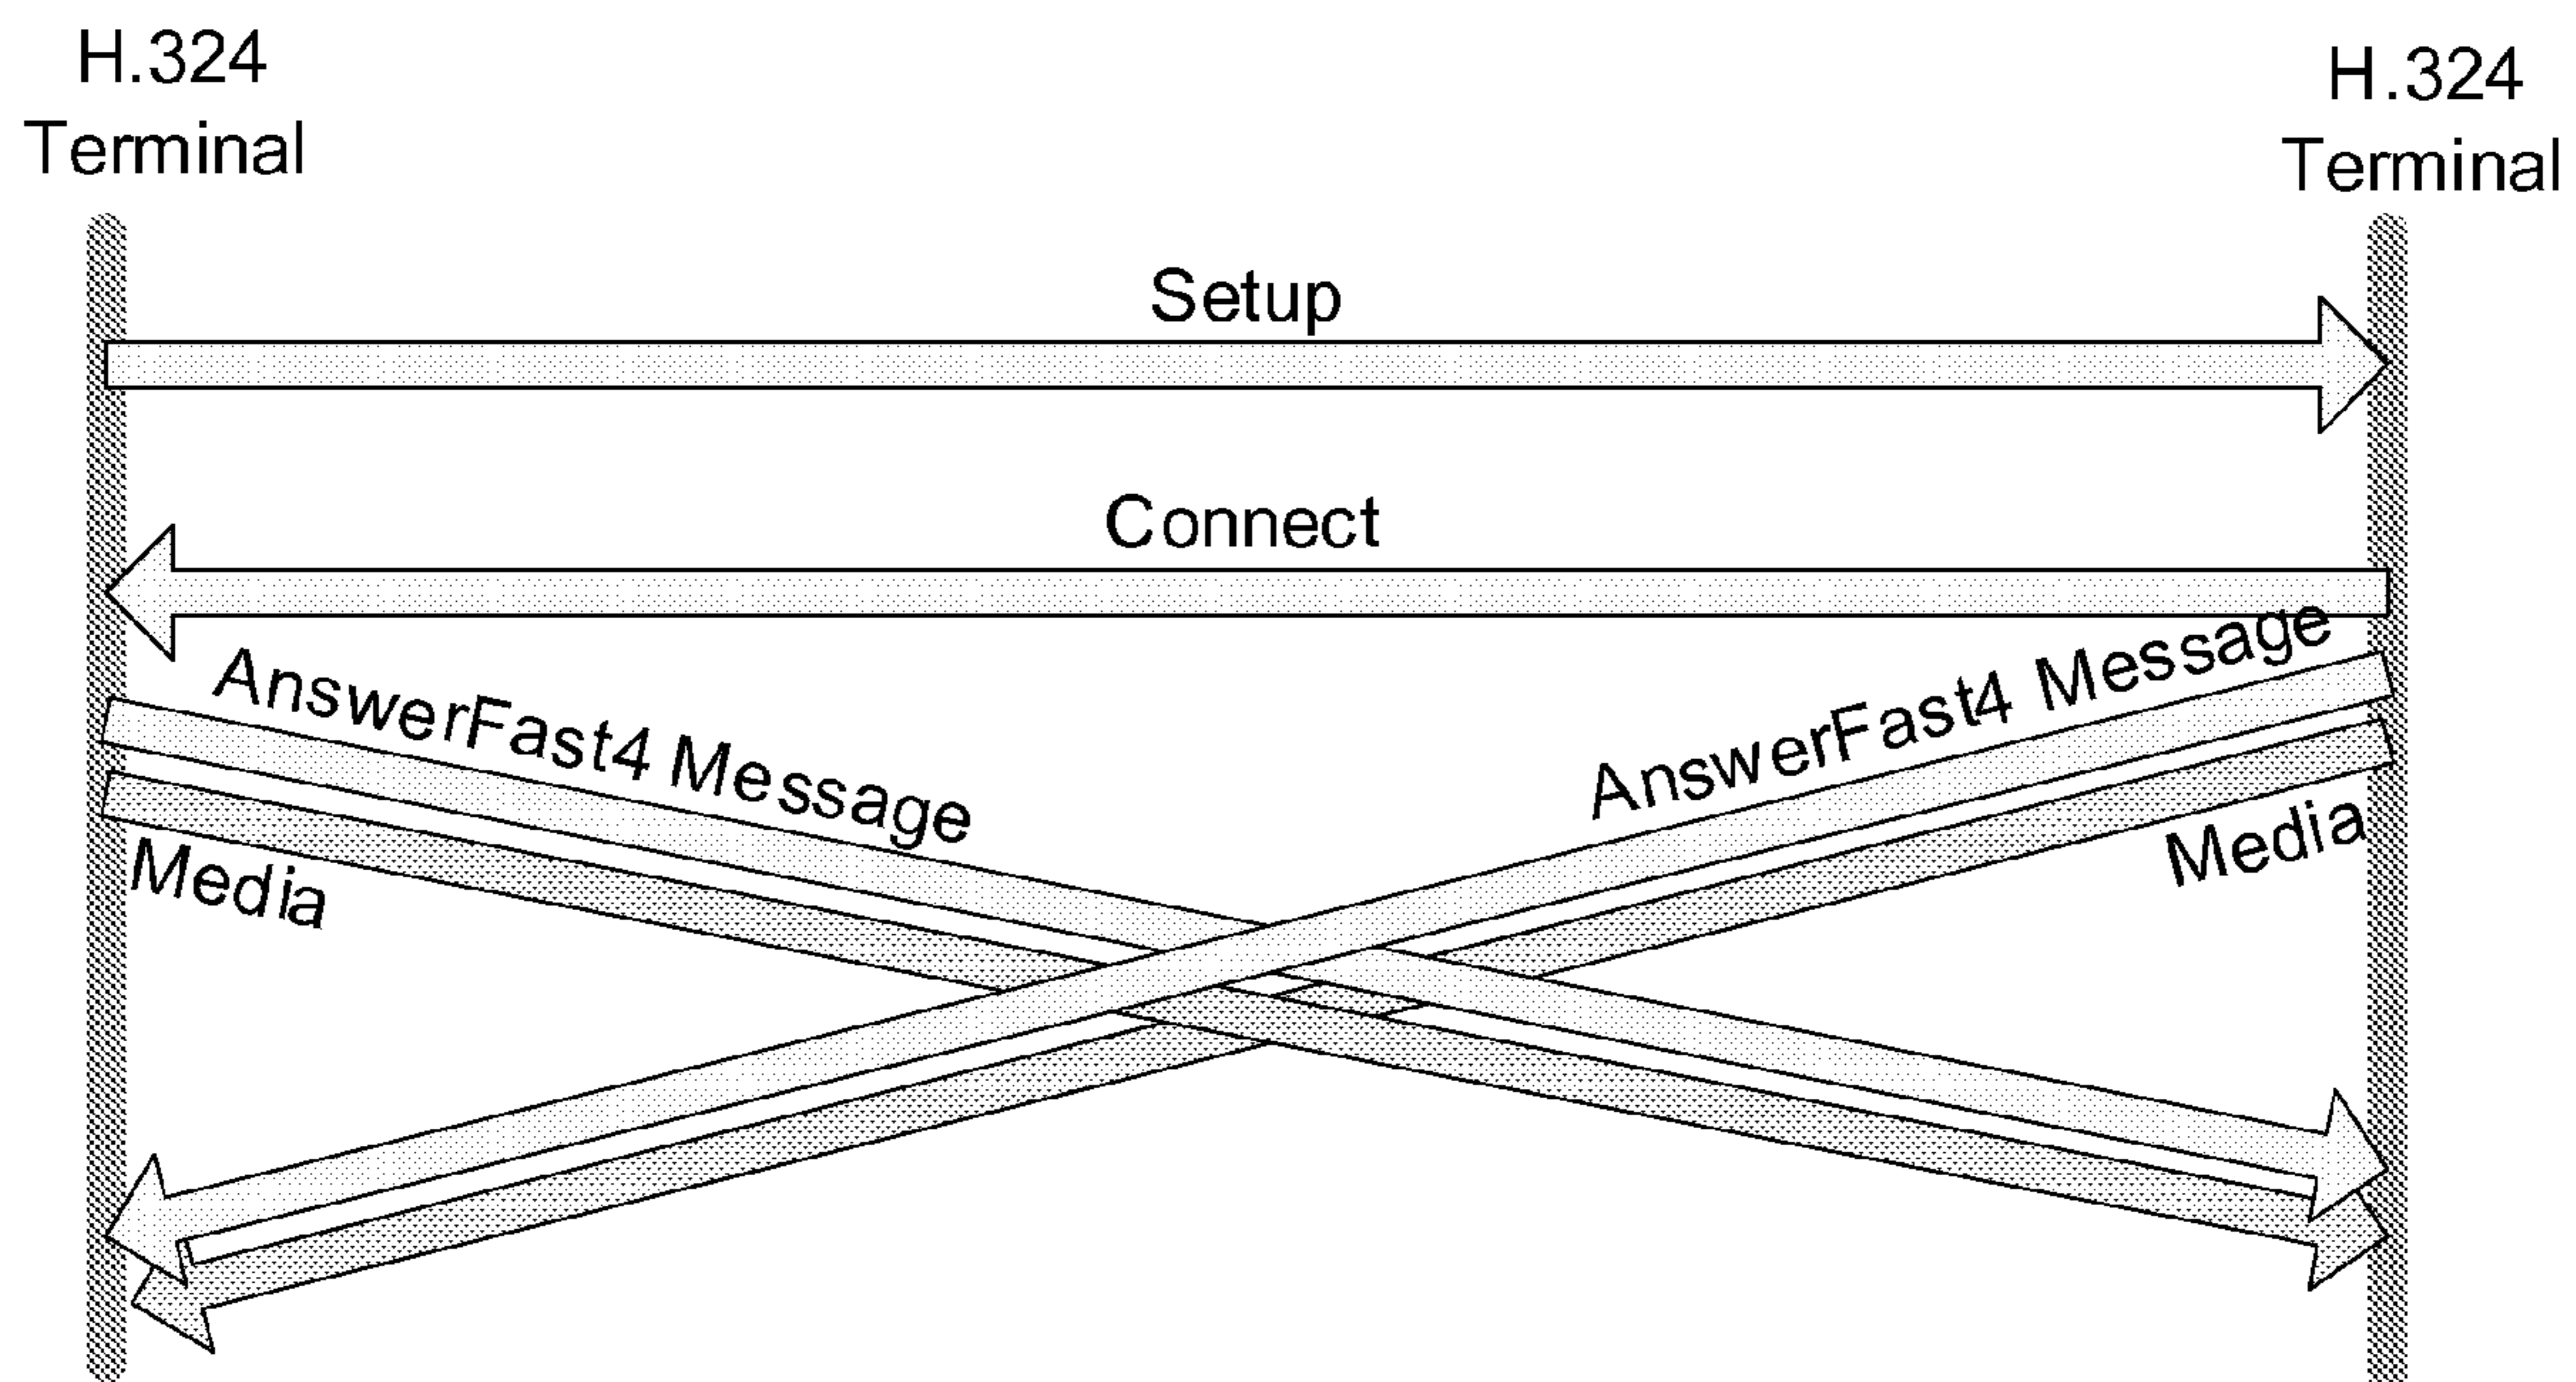 H.324
Terminal
H.324
Terminal
Setup
Connect
AnswerFast4 Message
AnswerFast4 Message
Media
Media